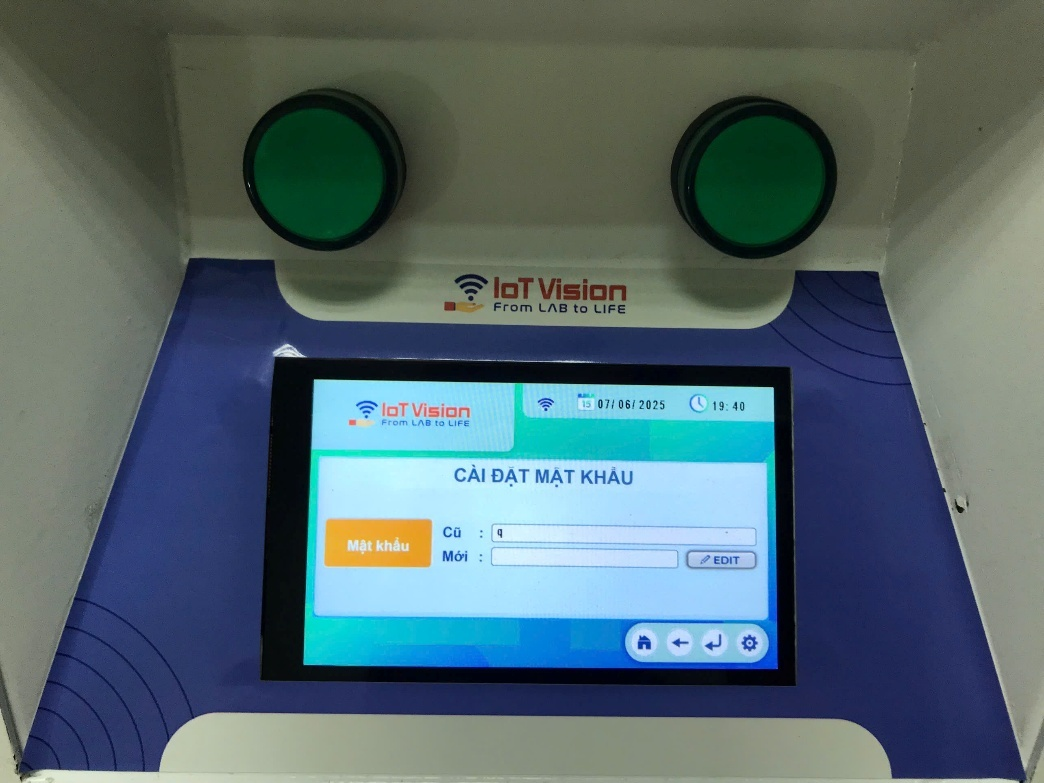 IoT Vision
From LAB to LIFE
IoT Vision
From LAB to LIFE
15 07/06/2025 19:40
CÀI ĐẶT MẬT KHẨU
Mật khẩu
Cũ : q
Mới : EDIT